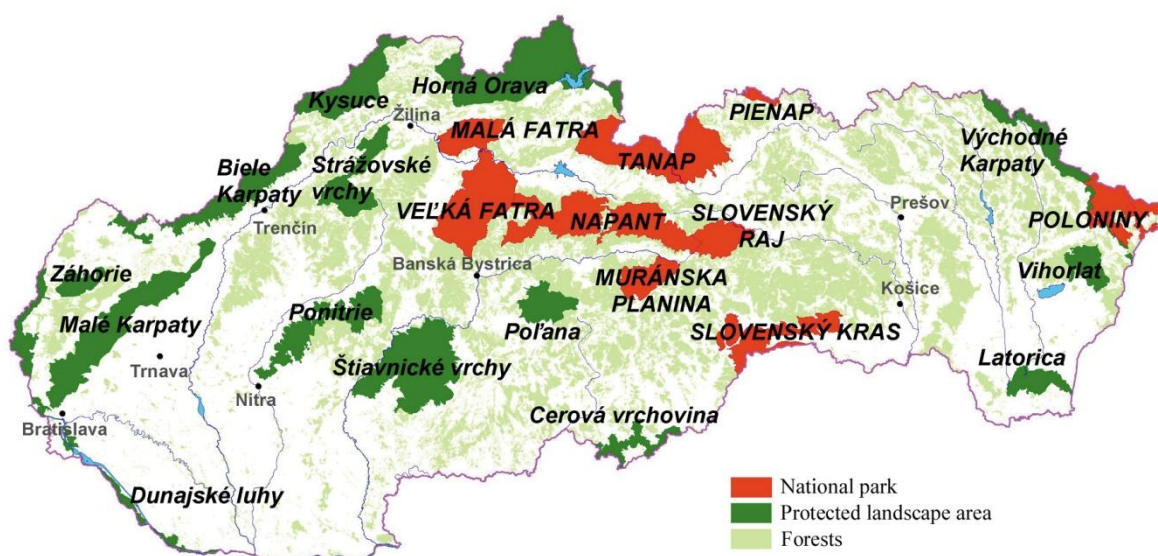 Horná Orava
Kysuce
Žilina
PIENAP
MALÁ FATRA
Východné
Karpaty
TANAP
Strážovské
vrchy
Biele
Karpaty
Trenčín
VEĽKÁ FATRA
NAPANT
SLOVENSKÝ
RAJ
Prešov
POLONINY
Banská Bystrica
Záhorie
MURÁNSKA
PLANINA
Vihorlat
Košice
Malé Karpaty
Ponitrie
Poľana
SLOVENSKÝ KRAS
Trnava
Štiavnické vrchy
Latorica
Nitra
Cerová vrchovina
Bratislava
Dunajské luhy
National park
Protected landscape area
Forests